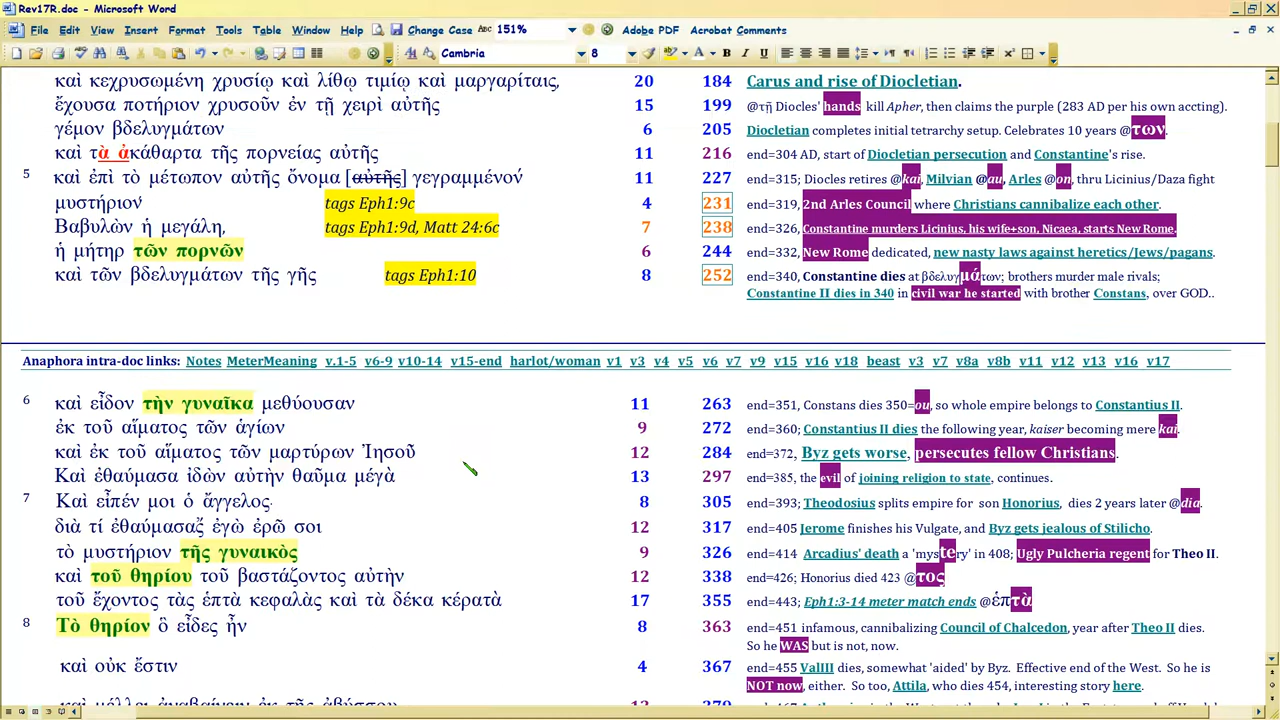 Rev17R.doc - Microsoft Word
File Edit View Insert Format Tools Table Window Help Change Case 151% Adobe PDF Acrobat Comments
Cambria 8 B I U
καὶ κεχρυσωμένη χρυσίῳ καὶ λίθῳ τιμίῳ καὶ μαργαρίταις, 20 184 Carus and rise of Diocletian.
ἔχουσα ποτήριον χρυσοῦν ἐν τῇ χειρὶ αὐτῆς 15 199 @τῇ Diocles' hands kill Apher, then claims the purple (283 AD per his own accting).
γέμον βδελυγμάτων 6 205 Diocletian completes initial tetrarchy setup. Celebrates 10 years @των.
καὶ τὰ ἀκάθαρτα τῆς πορνείας αὐτῆς 11 216 end=304 AD, start of Diocletian persecution and Constantine's rise.
5 καὶ ἐπὶ τὸ μέτωπον αὐτῆς ὄνομα [αὐτῆς] γεγραμμένον 11 227 end=315; Diocles retires @kai, Milvian @au, Arles @on, thru Licinius/Daza fight
μυστήριον tags Eph1:9c 4 231 end=319, 2nd Arles Council where Christians cannibalize each other.
Βαβυλὼν ἡ μεγάλη, tags Eph1:9d, Matt 24:6c 7 238 end=326, Constantine murders Licinius, his wife+son, Nicaea, starts New Rome.
ἡ μήτηρ τῶν πορνῶν 6 244 end=332, New Rome dedicated, new nasty laws against heretics/Jews/pagans.
καὶ τῶν βδελυγμάτων τῆς γῆς tags Eph1:10 8 252 end=340, Constantine dies at βδελυγμάτων; brothers murder male rivals;
Constantine II dies in 340 in civil war he started with brother Constans, over GOD..
Anaphora intra-doc links: Notes MeterMeaning v.1-5 v6-9 v10-14 v15-end harlot/woman v1 v3 v4 v5 v6 v7 v9 v15 v16 v18 beast v3 v7 v8a v8b v11 v12 v13 v16 v17
6 καὶ εἶδον τὴν γυναῖκα μεθύουσαν 11 263 end=351, Constans dies 350=ou, so whole empire belongs to Constantius II.
ἐκ τοῦ αἵματος τῶν ἁγίων 9 272 end=360; Constantius II dies the following year, kaiser becoming mere kai.
καὶ ἐκ τοῦ αἵματος τῶν μαρτύρων Ἰησοῦ 12 284 end=372, Byz gets worse, persecutes fellow Christians.
Καὶ ἐθαύμασα ἰδὼν αὐτὴν θαῦμα μέγὰ 13 297 end=385, the evil of joining religion to state, continues.
7 Καὶ εἶπέν μοι ὁ ἄγγελος· 8 305 end=393; Theodosius splits empire for son Honorius, dies 2 years later @dia.
διὰ τί ἐθαύμασαξ ἐγὼ ἐρῶ σοι 12 317 end=405 Jerome finishes his Vulgate, and Byz gets jealous of Stilicho.
τὸ μυστήριον τῆς γυναικὸς 9 326 end=414 Arcadius' death a 'mystery' in 408; Ugly Pulcheria regent for Theo II.
καὶ τοῦ θηρίου τοῦ βαστάζοντος αὐτὴν 12 338 end=426; Honorius died 423 @τος
τοῦ ἔχοντος τὰς ἑπτὰ κεφαλὰς καὶ τὰ δέκα κέρατὰ 17 355 end=443; Eph1:3-14 meter match ends @ἑπτὰ
8 Τὸ θηρίον ὃ εἶδες ἦν 8 363 end=451 infamous, cannibalizing Council of Chalcedon, year after Theo II dies.
So he WAS but is not, now.
καὶ οὐκ ἔστιν 4 367 end=455 ValIII dies, somewhat 'aided' by Byz. Effective end of the West. So he is
NOT now, either. So too, Attila, who dies 454, interesting story here.